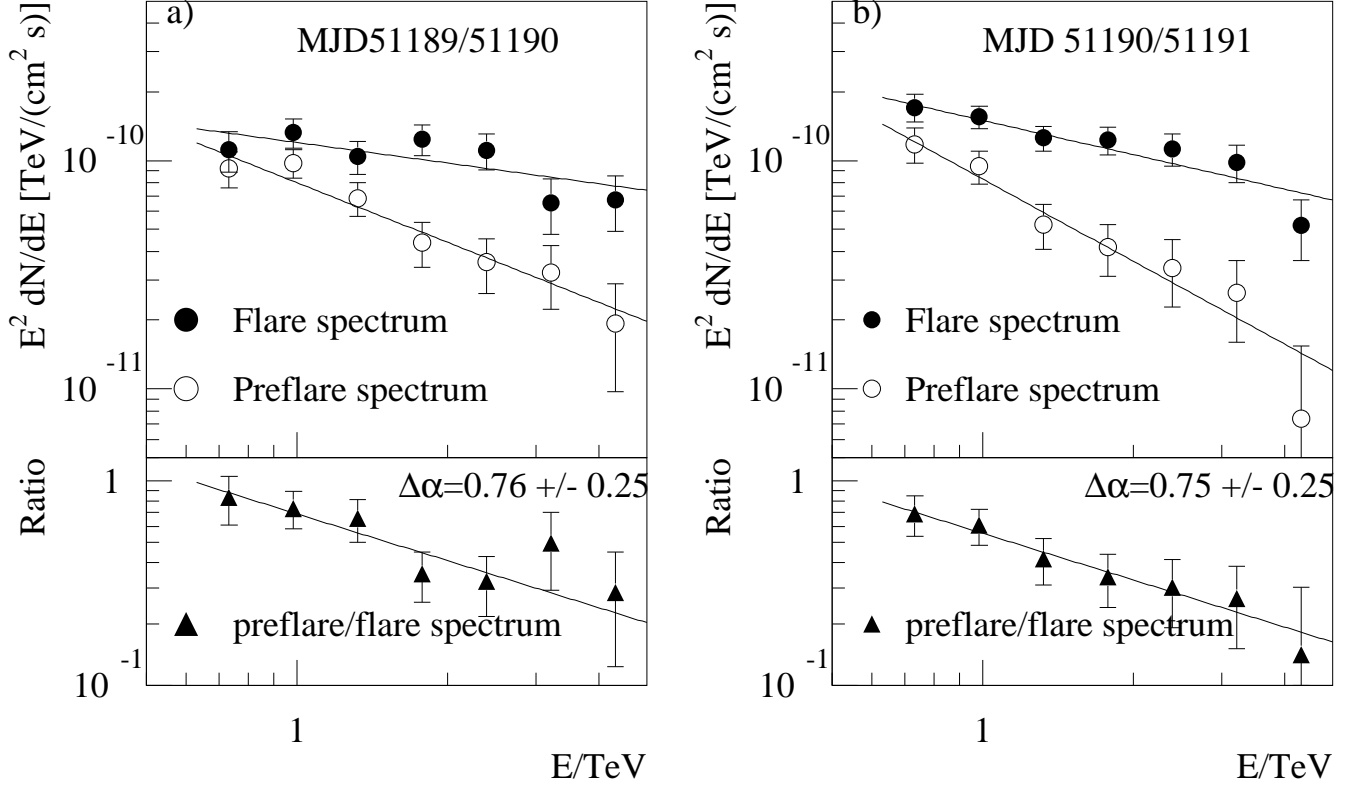 a)
MJD51189/51190
E² dN/dE [TeV/(cm² s)]
10⁻¹⁰
10⁻¹¹
Flare spectrum
Preflare spectrum
Ratio
1
10⁻¹
Δα=0.76 +/- 0.25
preflare/flare spectrum
1
E/TeV
b)
MJD 51190/51191
E² dN/dE [TeV/(cm² s)]
10⁻¹⁰
10⁻¹¹
Flare spectrum
Preflare spectrum
Ratio
1
10⁻¹
Δα=0.75 +/- 0.25
preflare/flare spectrum
1
E/TeV